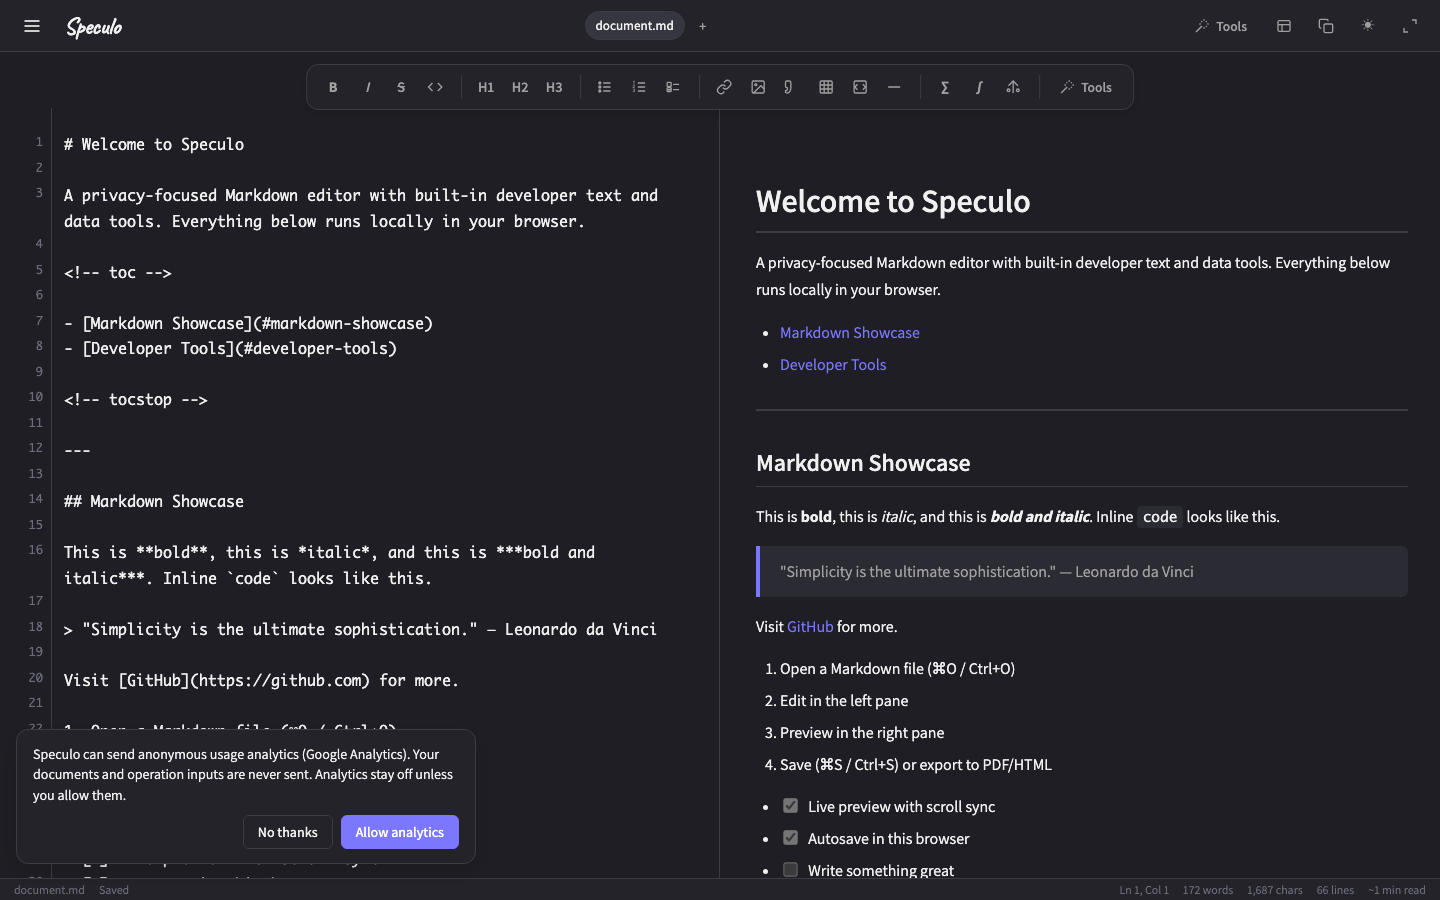 Speculo
document.md
+
Tools
B I S H1 H2 H3 Σ ∫ Tools
1 # Welcome to Speculo
2
3 A privacy-focused Markdown editor with built-in developer text and
data tools. Everything below runs locally in your browser.
4
5 <!-- toc -->
6
7 - [Markdown Showcase](#markdown-showcase)
8 - [Developer Tools](#developer-tools)
9
10 <!-- tocstop -->
11
12 ---
13
14 ## Markdown Showcase
15
16 This is **bold**, this is *italic*, and this is ***bold and
italic***. Inline `code` looks like this.
17
18 > "Simplicity is the ultimate sophistication." — Leonardo da Vinci
19
20 Visit [GitHub](https://github.com) for more.
21
22 1. Open a Markdown file (⌘O / Ctrl+O)
Welcome to Speculo
A privacy-focused Markdown editor with built-in developer text and data tools. Everything below
runs locally in your browser.
• Markdown Showcase
• Developer Tools
Markdown Showcase
This is bold, this is italic, and this is bold and italic. Inline code looks like this.
"Simplicity is the ultimate sophistication." — Leonardo da Vinci
Visit GitHub for more.
1. Open a Markdown file (⌘O / Ctrl+O)
2. Edit in the left pane
3. Preview in the right pane
4. Save (⌘S / Ctrl+S) or export to PDF/HTML
• Live preview with scroll sync
• Autosave in this browser
• Write something great
Speculo can send anonymous usage analytics (Google Analytics). Your
documents and operation inputs are never sent. Analytics stay off unless
you allow them.
No thanks
Allow analytics
document.md Saved
Ln 1, Col 1 172 words 1,687 chars 66 lines ~1 min read